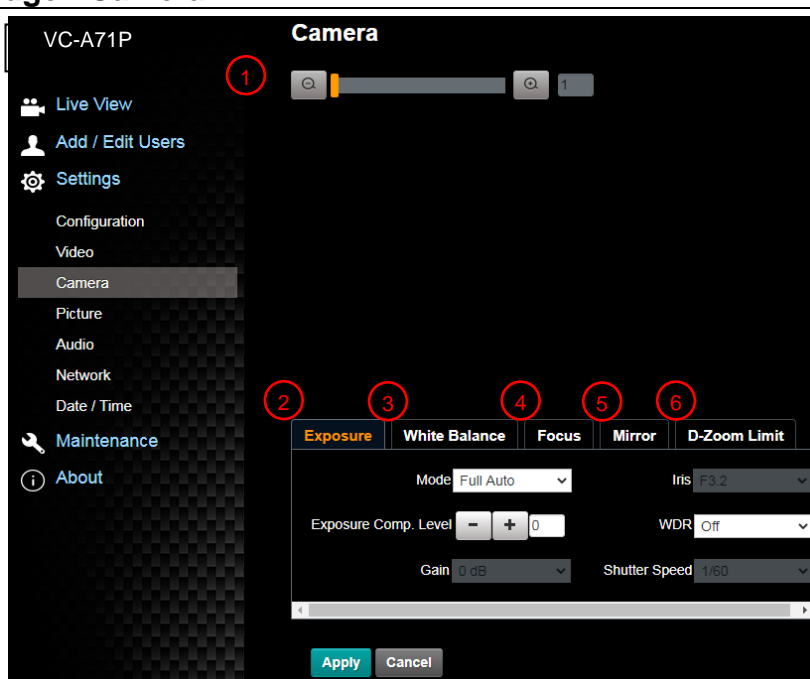 VC-A71P
Camera
1
1
Live View
Add / Edit Users
Settings
Configuration
Video
Camera
Picture
Audio
Network
Date / Time
Maintenance
About
2 3 4 5 6
Exposure White Balance Focus Mirror D-Zoom Limit
Mode Full Auto Iris F3.2
Exposure Comp. Level - + 0 WDR Off
Gain 0 dB Shutter Speed 1/60
Apply Cancel